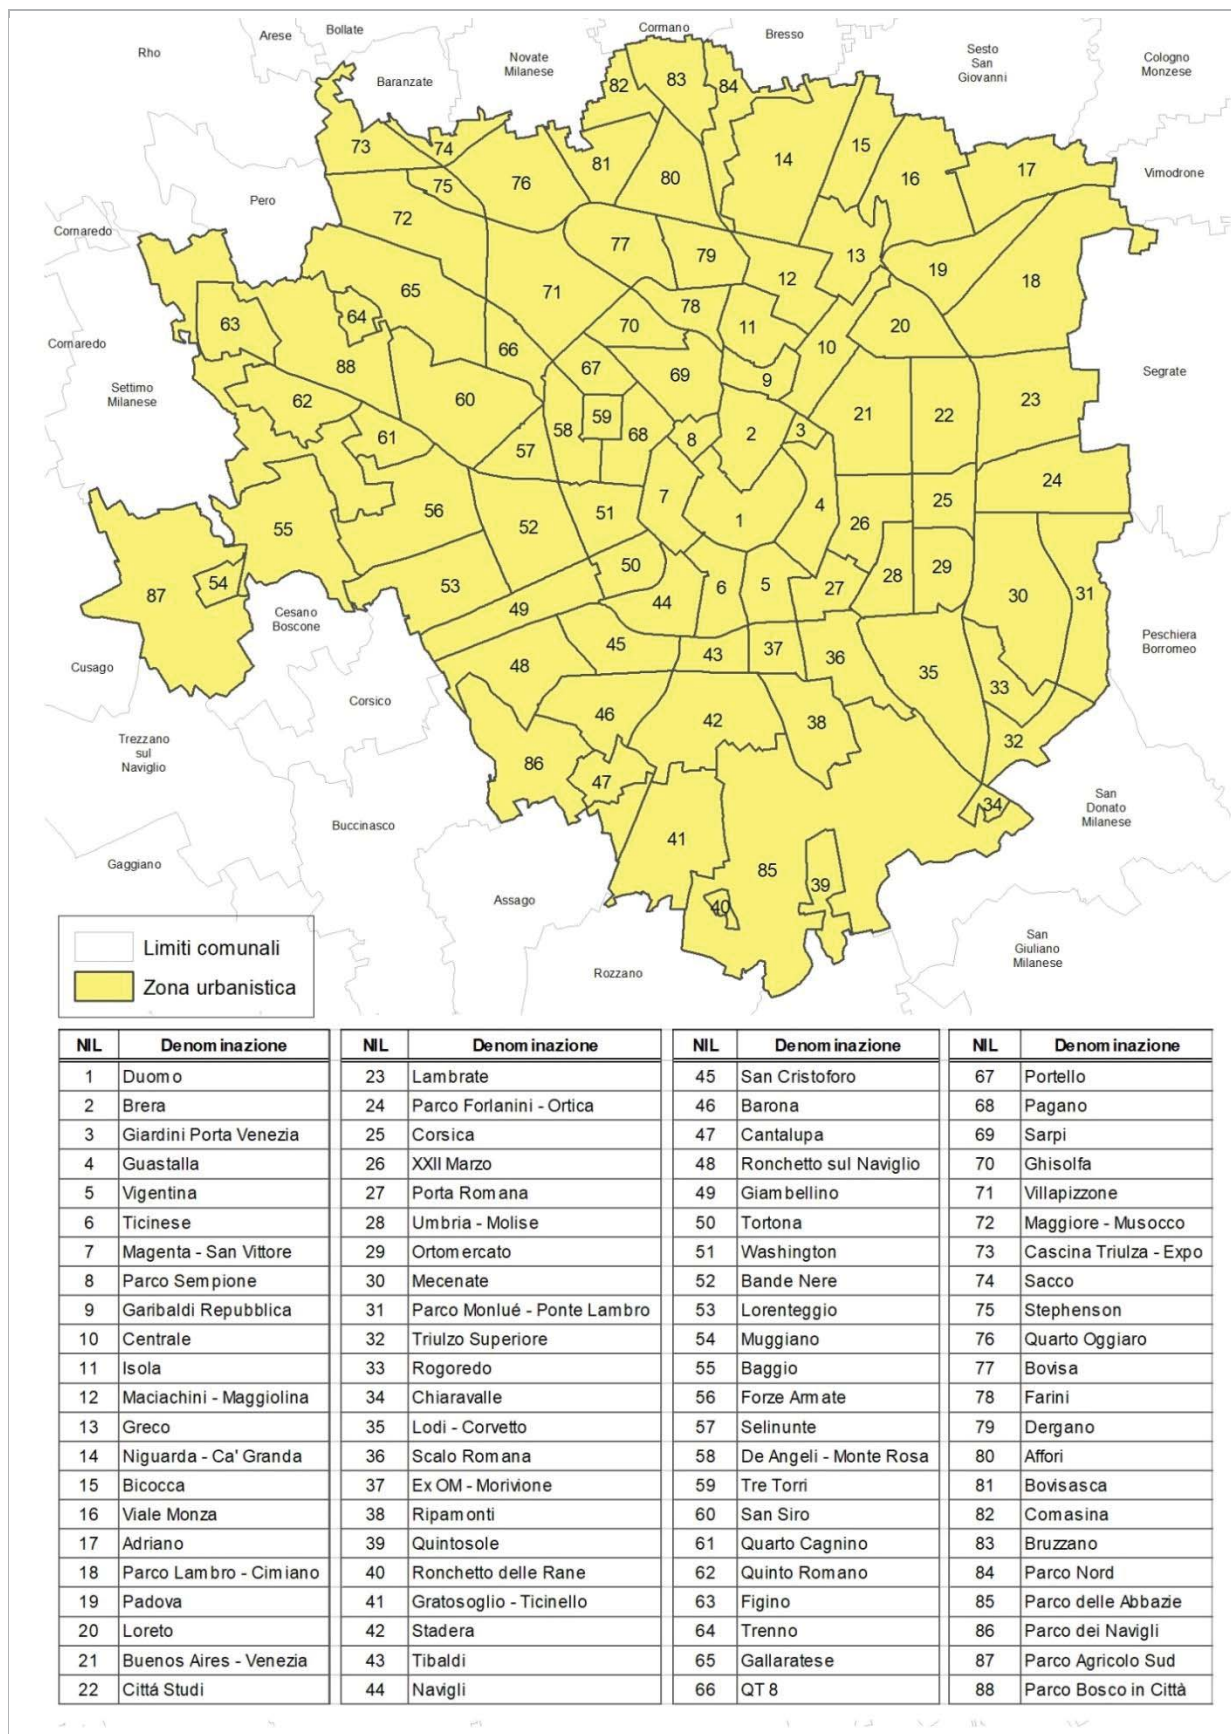 Rho
Arese
Bollate
Cormano
Bresso
Novate
Milanese
Sesto
San
Giovanni
Cologno
Monzese
Baranzate
Vimodrone
Pero
Cornaredo
Cornaredo
Settimo
Milanese
Segrate
Cesano
Boscone
Cusago
Corsico
Peschiera
Borromeo
Trezzano
sul
Naviglio
Buccinasco
San
Donato
Milanese
Gaggiano
Assago
Rozzano
San
Giuliano
Milanese
82
83
84
73
74
75
76
81
80
14
15
16
17
72
77
79
12
13
19
18
65
71
63
64
78
70
11
20
66
10
88
67
69
9
62
60
59
58
68
8
2
3
21
22
23
61
57
24
56
52
51
7
1
4
25
26
55
50
54
87
53
49
44
6
5
27
28
29
30
31
45
48
43
37
36
35
33
46
42
38
32
86
47
34
41
85
39
40
Limiti comunali
Zona urbanistica
NIL Denominazione NIL Denominazione NIL Denominazione NIL Denominazione
1 Duomo 23 Lambrate 45 San Cristoforo 67 Portello
2 Brera 24 Parco Forlanini - Ortica 46 Barona 68 Pagano
3 Giardini Porta Venezia 25 Corsica 47 Cantalupa 69 Sarpi
4 Guastalla 26 XXII Marzo 48 Ronchetto sul Naviglio 70 Ghisolfa
5 Vigentina 27 Porta Romana 49 Giambellino 71 Villapizzone
6 Ticinese 28 Umbria - Molise 50 Tortona 72 Maggiore - Musocco
7 Magenta - San Vittore 29 Ortomercato 51 Washington 73 Cascina Triulza - Expo
8 Parco Sempione 30 Mecenate 52 Bande Nere 74 Sacco
9 Garibaldi Repubblica 31 Parco Monlué - Ponte Lambro 53 Lorenteggio 75 Stephenson
10 Centrale 32 Triulzo Superiore 54 Muggiano 76 Quarto Oggiaro
11 Isola 33 Rogoredo 55 Baggio 77 Bovisa
12 Maciachini - Maggiolina 34 Chiaravalle 56 Forze Armate 78 Farini
13 Greco 35 Lodi - Corvetto 57 Selinunte 79 Dergano
14 Niguarda - Ca' Granda 36 Scalo Romana 58 De Angeli - Monte Rosa 80 Affori
15 Bicocca 37 Ex OM - Morivione 59 Tre Torri 81 Bovisasca
16 Viale Monza 38 Ripamonti 60 San Siro 82 Comasina
17 Adriano 39 Quintosole 61 Quarto Cagnino 83 Bruzzano
18 Parco Lambro - Cimiano 40 Ronchetto delle Rane 62 Quinto Romano 84 Parco Nord
19 Padova 41 Gratosoglio - Ticinello 63 Figino 85 Parco delle Abbazie
20 Loreto 42 Stadera 64 Trenno 86 Parco dei Navigli
21 Buenos Aires - Venezia 43 Tibaldi 65 Gallaratese 87 Parco Agricolo Sud
22 Cittá Studi 44 Navigli 66 QT 8 88 Parco Bosco in Città